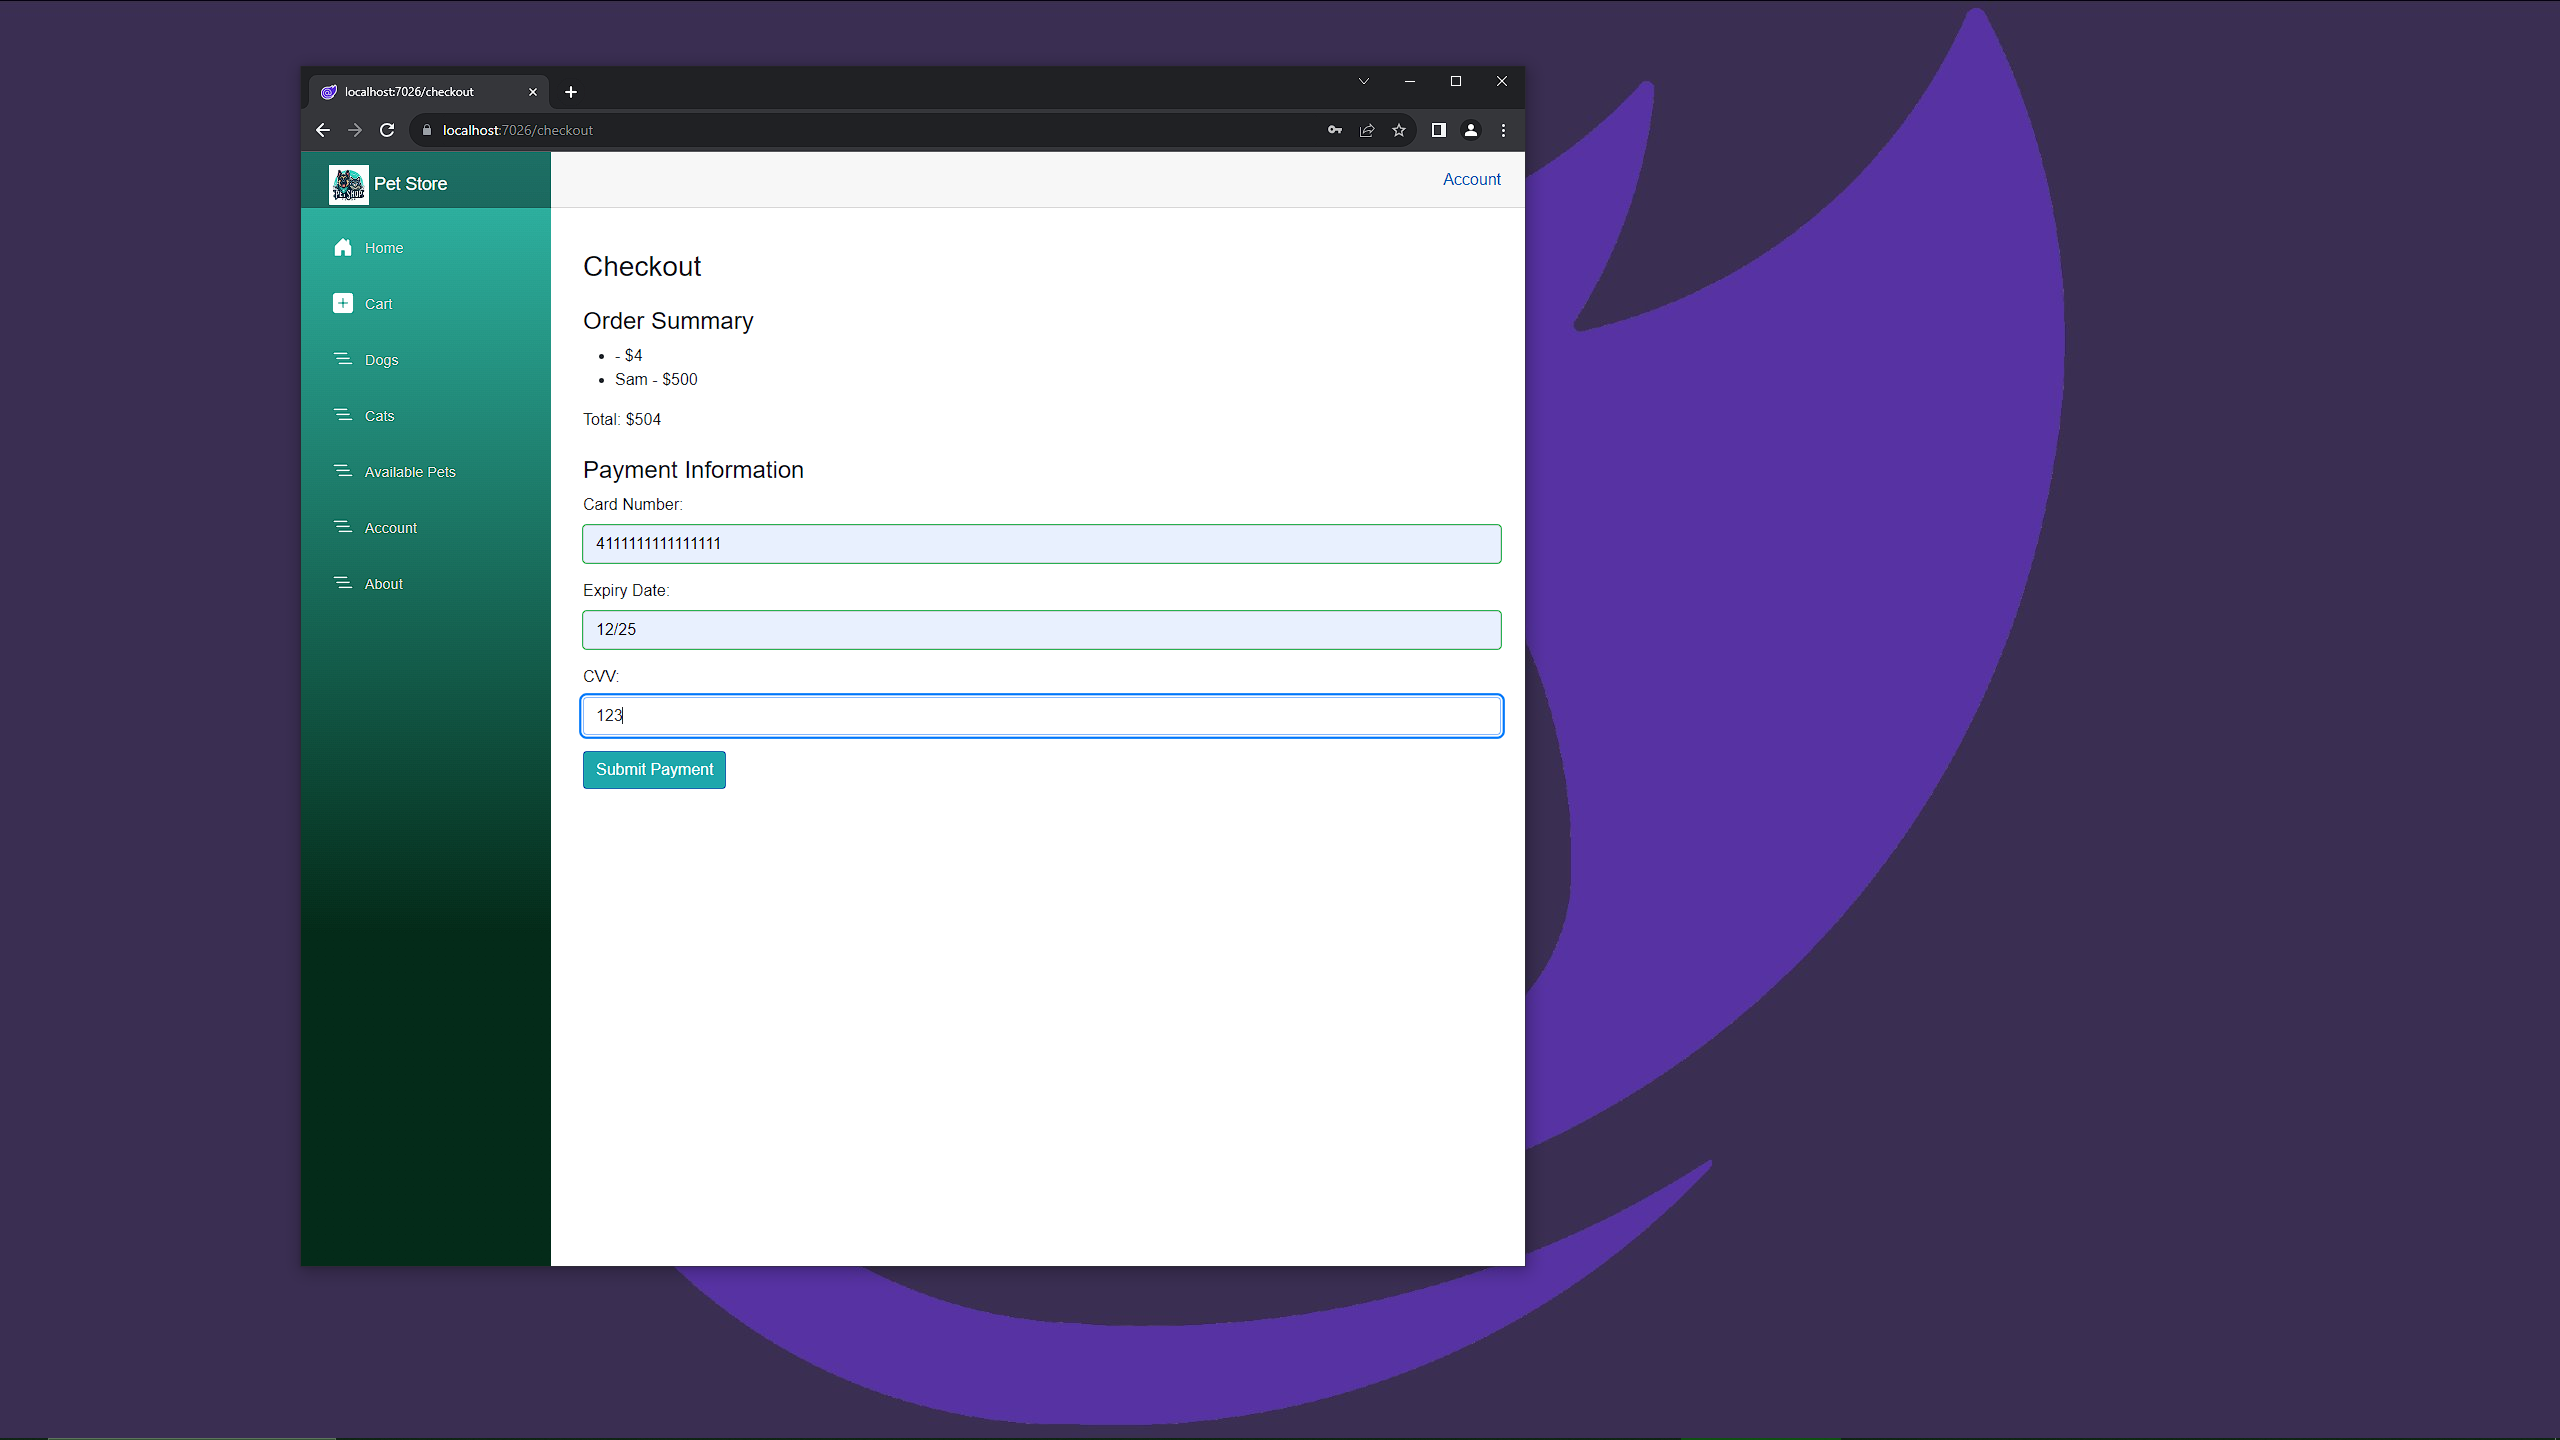 localhost:7026/checkout
localhost:7026/checkout
PETSHOP
Pet Store
Account
Home
Cart
Dogs
Cats
Available Pets
Account
About
Checkout
Order Summary
- $4
Sam - $500
Total: $504
Payment Information
Card Number:
4111111111111111
Expiry Date:
12/25
CVV:
123
Submit Payment